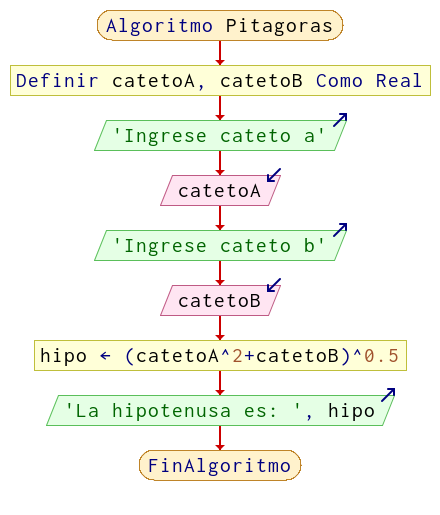 Algoritmo Pitagoras
Definir catetoA, catetoB Como Real
'Ingrese cateto a'
catetoA
'Ingrese cateto b'
catetoB
hipo ← (catetoA^2+catetoB)^0.5
'La hipotenusa es: ', hipo
FinAlgoritmo